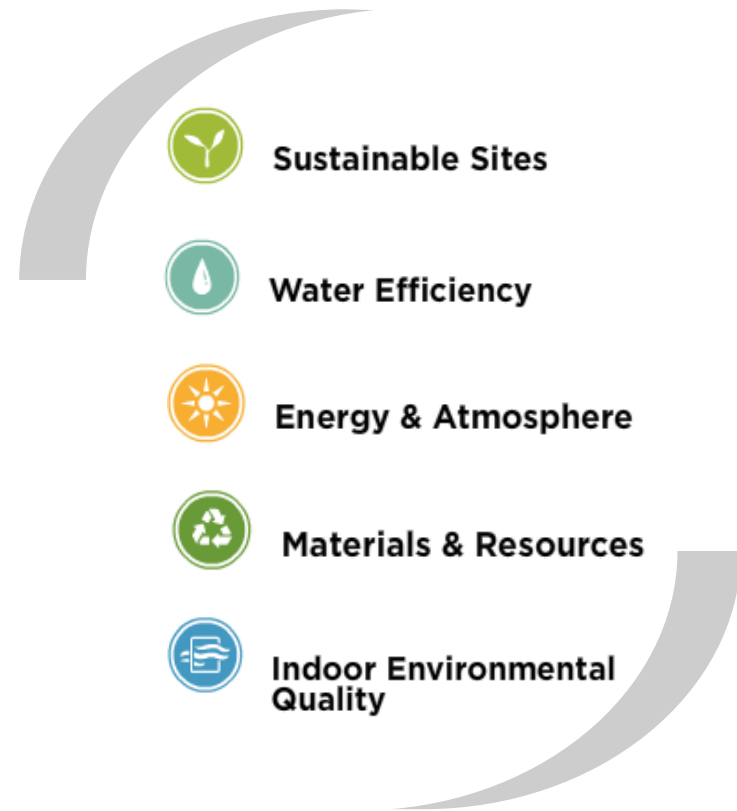 Sustainable Sites
Water Efficiency
Energy & Atmosphere
Materials & Resources
Indoor Environmental
Quality